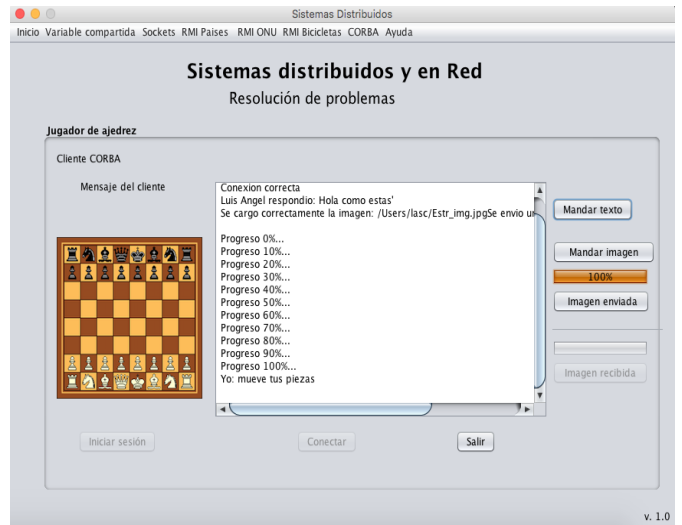 Sistemas Distribuidos
Inicio Variable compartida Sockets RMI Paises RMI ONU RMI Bicicletas CORBA Ayuda
Sistemas distribuidos y en Red
Resolución de problemas
Jugador de ajedrez
Cliente CORBA
Mensaje del cliente
Conexion correcta
Luis Angel respondio: Hola como estas'
Se cargo correctamente la imagen: /Users/lasc/Estr_img.jpgSe envio
Progreso 0%...
Progreso 10%...
Progreso 20%...
Progreso 30%...
Progreso 40%...
Progreso 50%...
Progreso 60%...
Progreso 70%...
Progreso 80%...
Progreso 90%...
Progreso 100%...
Yo: mueve tus piezas
Mandar texto
Mandar imagen
100%
Imagen enviada
Imagen recibida
Iniciar sesión
Conectar
Salir
v. 1.0